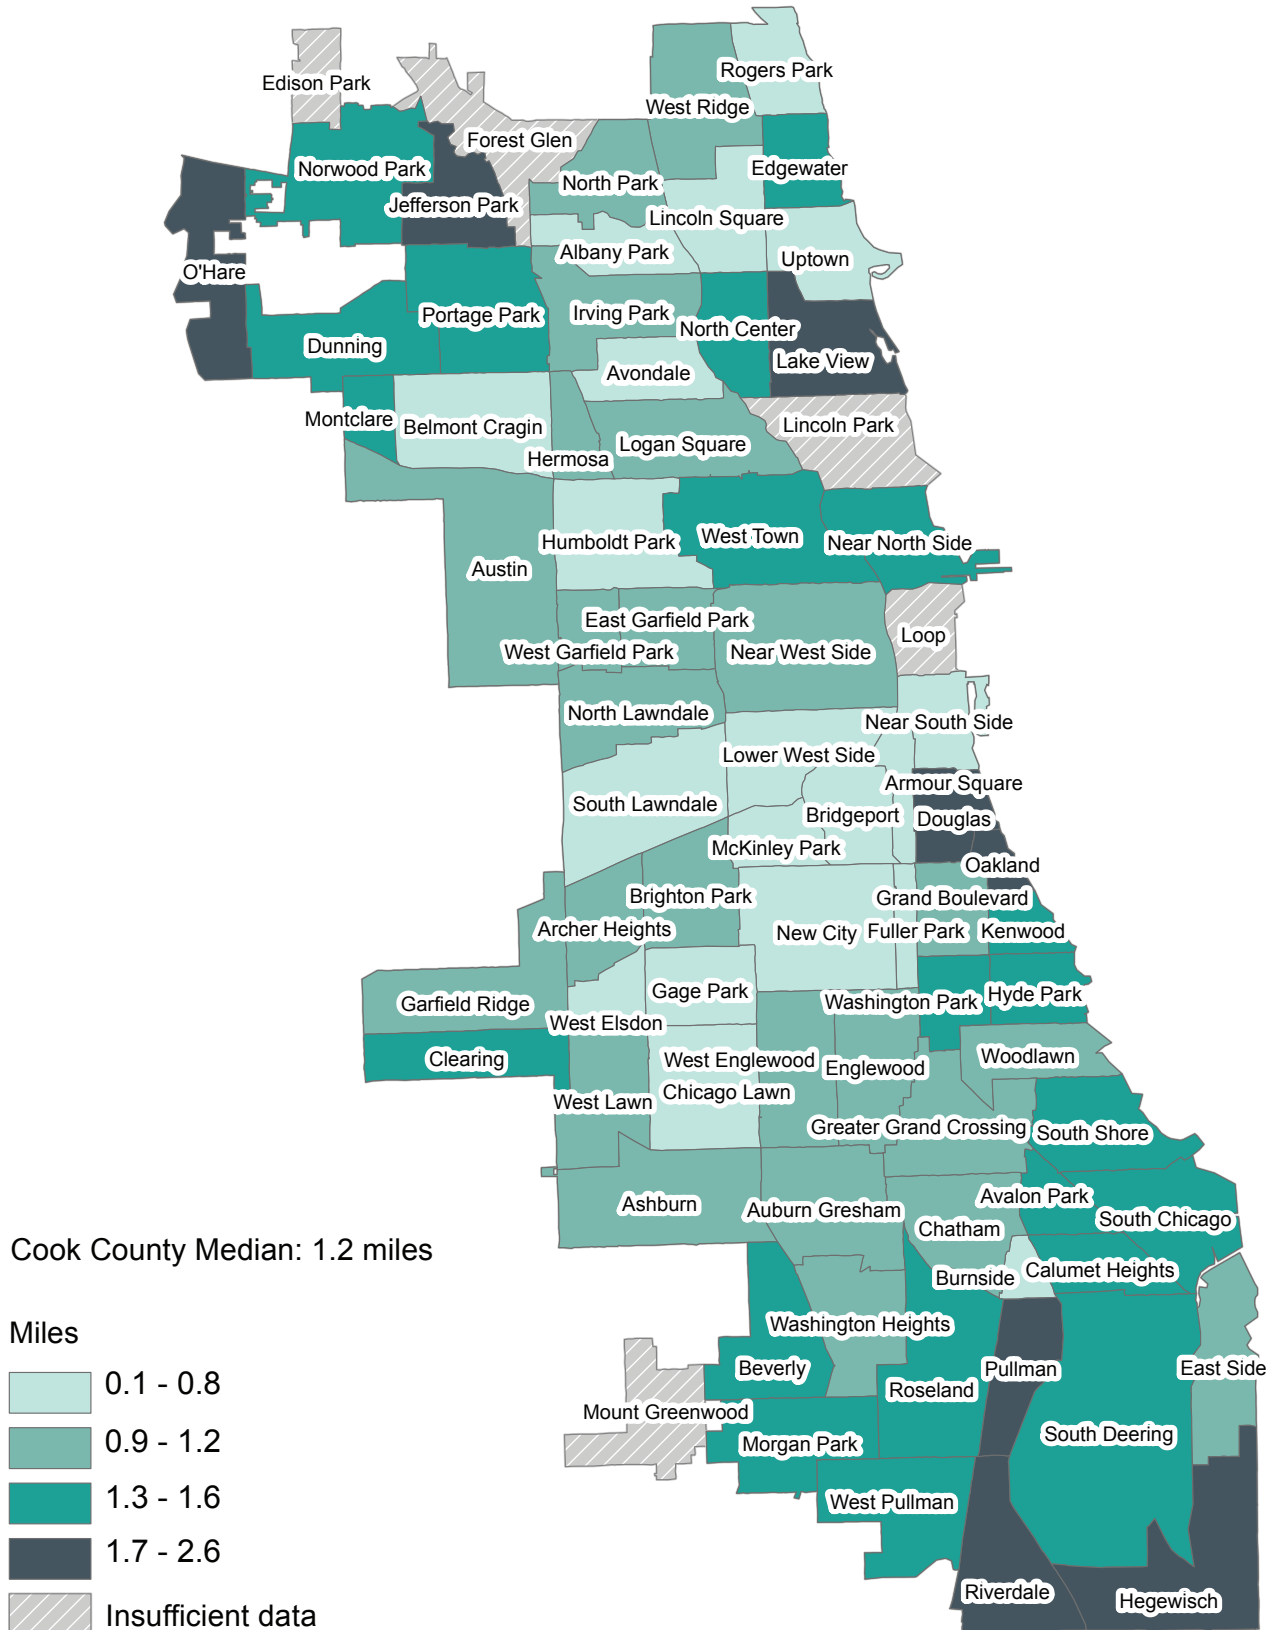 Rogers Park
Edison Park
West Ridge
Forest Glen
Edgewater
Norwood Park
North Park
Jefferson Park
Lincoln Square
Albany Park
Uptown
O'Hare
Irving Park
Portage Park
North Center
Dunning
Lake View
Avondale
Montclare
Belmont Cragin
Lincoln Park
Logan Square
Hermosa
West Town
Humboldt Park
Near North Side
Austin
East Garfield Park
Loop
West Garfield Park
Near West Side
North Lawndale
Near South Side
Lower West Side
Armour Square
South Lawndale
Bridgeport
Douglas
McKinley Park
Oakland
Brighton Park
Grand Boulevard
Archer Heights
New City
Fuller Park
Kenwood
Gage Park
Hyde Park
Garfield Ridge
Washington Park
West Elsdon
Clearing
West Englewood
Woodlawn
Englewood
Chicago Lawn
West Lawn
Greater Grand Crossing
South Shore
Avalon Park
Ashburn
Auburn Gresham
South Chicago
Chatham
Cook County Median: 1.2 miles
Calumet Heights
Burnside
Washington Heights
Miles
Beverly
Pullman
East Side
0.1 - 0.8
Roseland
Mount Greenwood
South Deering
0.9 - 1.2
Morgan Park
1.3 - 1.6
West Pullman
1.7 - 2.6
Riverdale
Hegewisch
Insufficient data